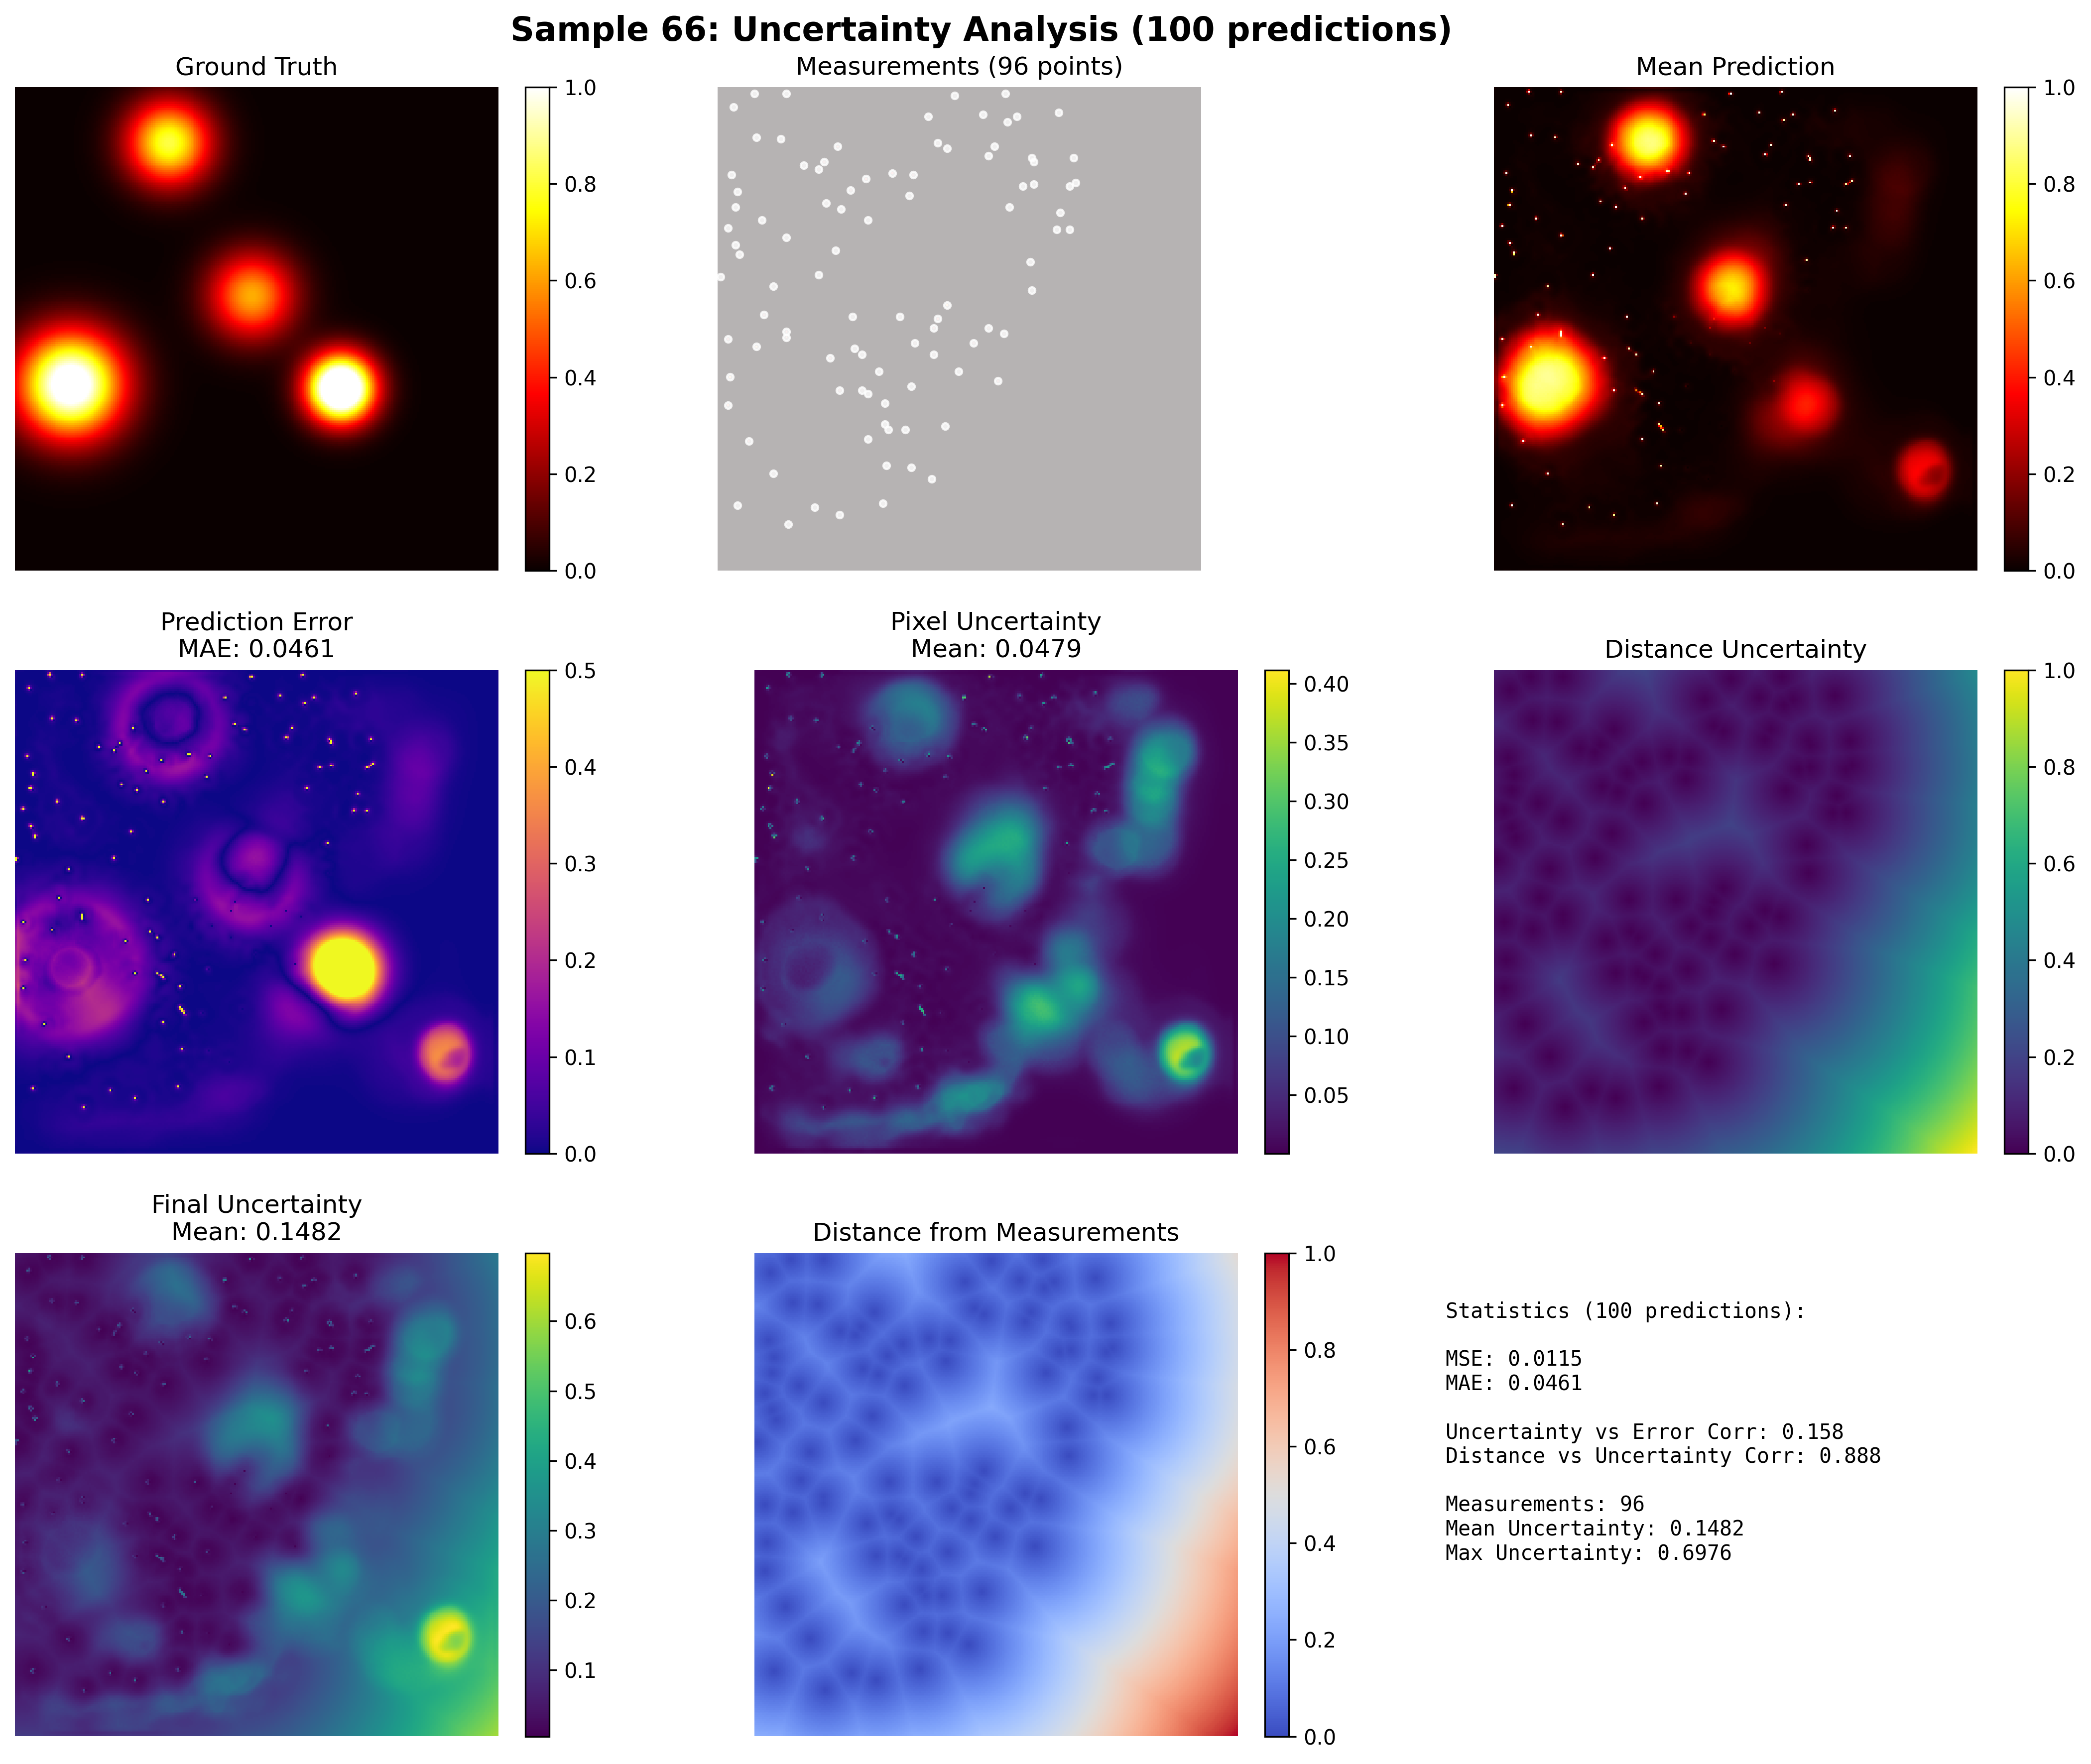 Sample 66: Uncertainty Analysis (100 predictions)
Ground Truth
1.0
0.8
0.6
0.4
0.2
0.0
Measurements (96 points)
Mean Prediction
1.0
0.8
0.6
0.4
0.2
0.0
Prediction Error
MAE: 0.0461
0.5
0.4
0.3
0.2
0.1
0.0
Pixel Uncertainty
Mean: 0.0479
0.40
0.35
0.30
0.25
0.20
0.15
0.10
0.05
Distance Uncertainty
1.0
0.8
0.6
0.4
0.2
0.0
Final Uncertainty
Mean: 0.1482
0.6
0.5
0.4
0.3
0.2
0.1
Distance from Measurements
1.0
0.8
0.6
0.4
0.2
0.0
Statistics (100 predictions):
MSE: 0.0115
MAE: 0.0461
Uncertainty vs Error Corr: 0.158
Distance vs Uncertainty Corr: 0.888
Measurements: 96
Mean Uncertainty: 0.1482
Max Uncertainty: 0.6976